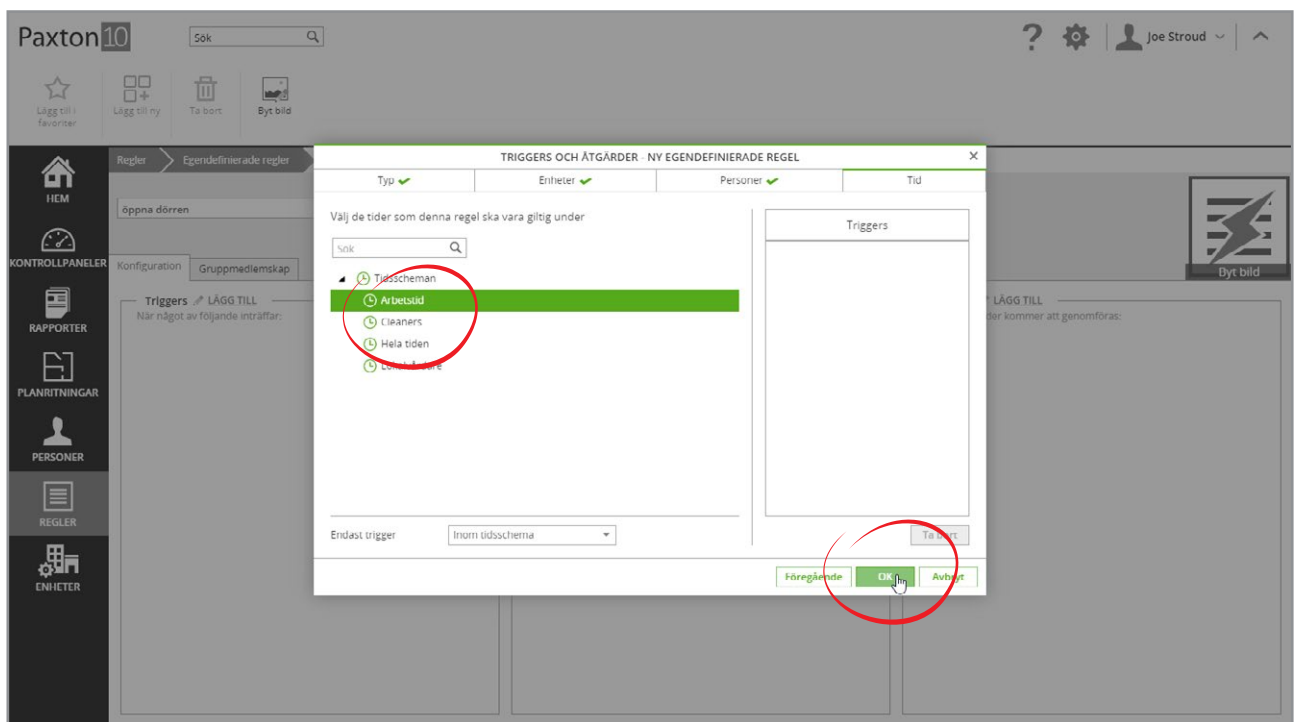 Paxton 10
Sök
Joe Stroud
Lägg till i favoriter
Lägg till ny
Ta bort
Byt bild
HEM
KONTROLLPANELER
RAPPORTER
PLANRITNINGAR
PERSONER
REGLER
ENHETER
Regler
Egendefinierade regler
öppna dörren
Konfiguration
Gruppmedlemskap
Triggers LÄGG TILL
När något av följande inträffar:
TRIGGERS OCH ÅTGÄRDER - NY EGENDEFINIERADE REGEL
Typ
Enheter
Personer
Tid
Välj de tider som denna regel ska vara giltig under
Sök
Tidsscheman
Arbetstid
Cleaners
Hela tiden
Triggers
Endast trigger
Inom tidsschema
Ta bort
Föregående
OK
Avbryt
Byt bild
LÄGG TILL
der kommer att genomföras: